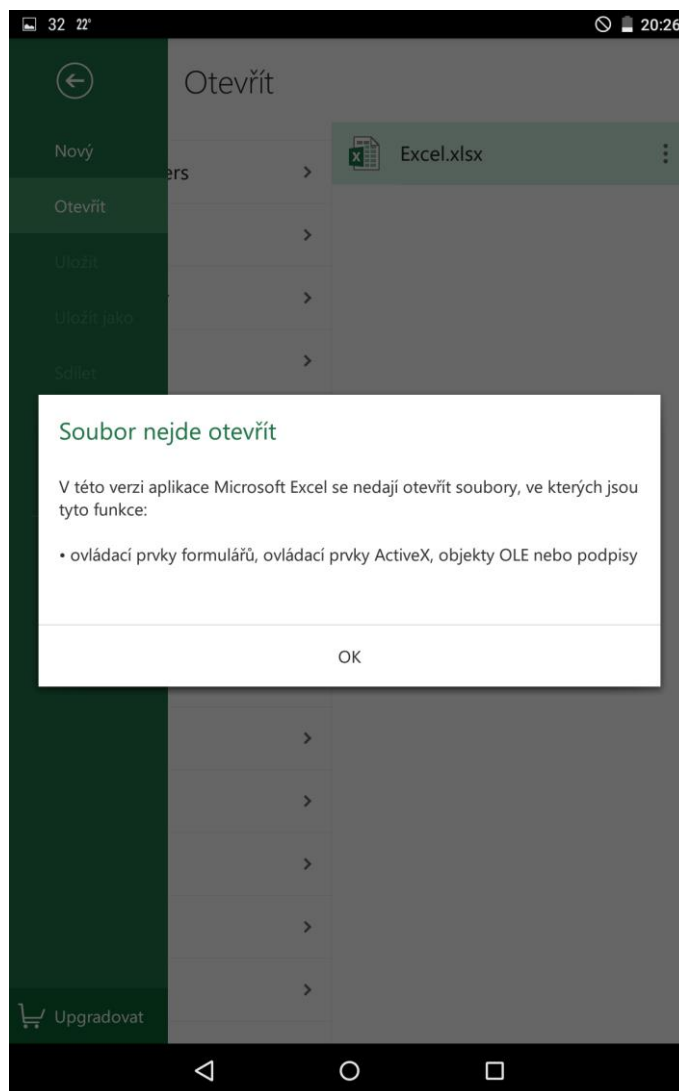 32 22°
20:26
Otevřít
Nový
Otevřít
Uložit
Uložit jako
Sdílet
ers
Excel.xlsx
Soubor nejde otevřít
V této verzi aplikace Microsoft Excel se nedají otevřít soubory, ve kterých jsou
tyto funkce:
• ovládací prvky formulářů, ovládací prvky ActiveX, objekty OLE nebo podpisy
OK
Upgradovat